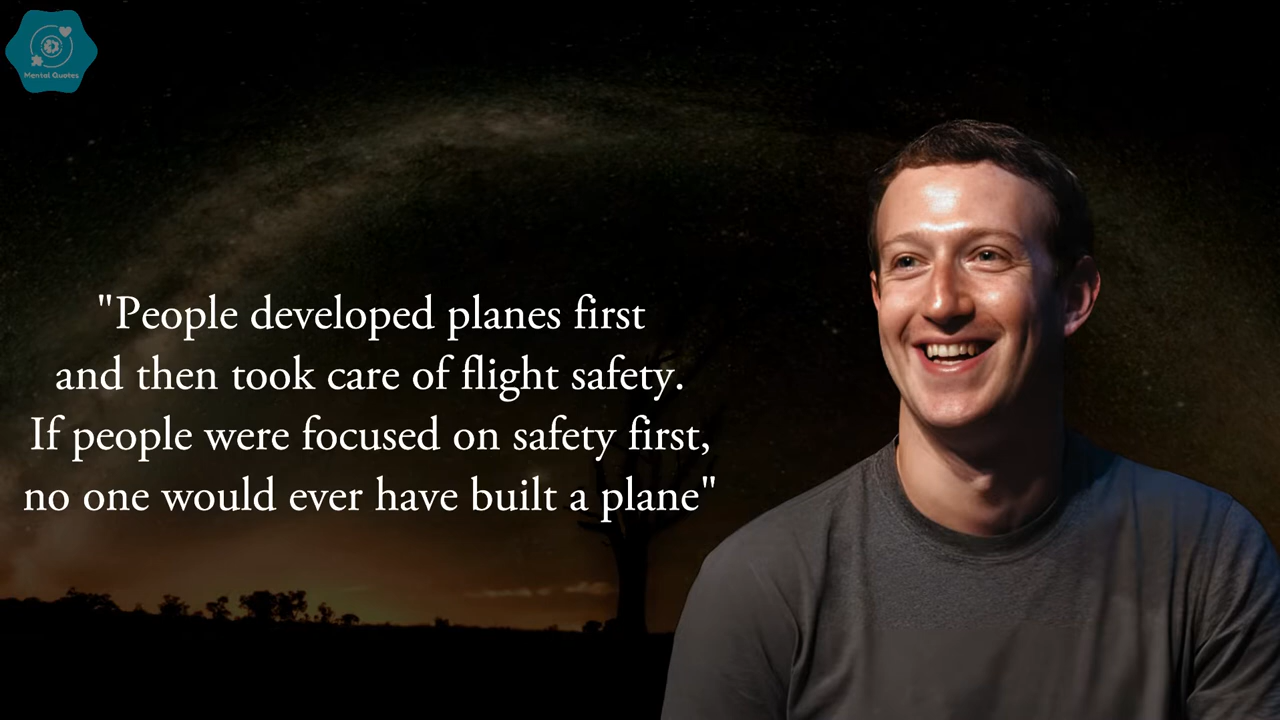 Mental Quotes
"People developed planes first
and then took care of flight safety.
If people were focused on safety first,
no one would ever have built a plane"